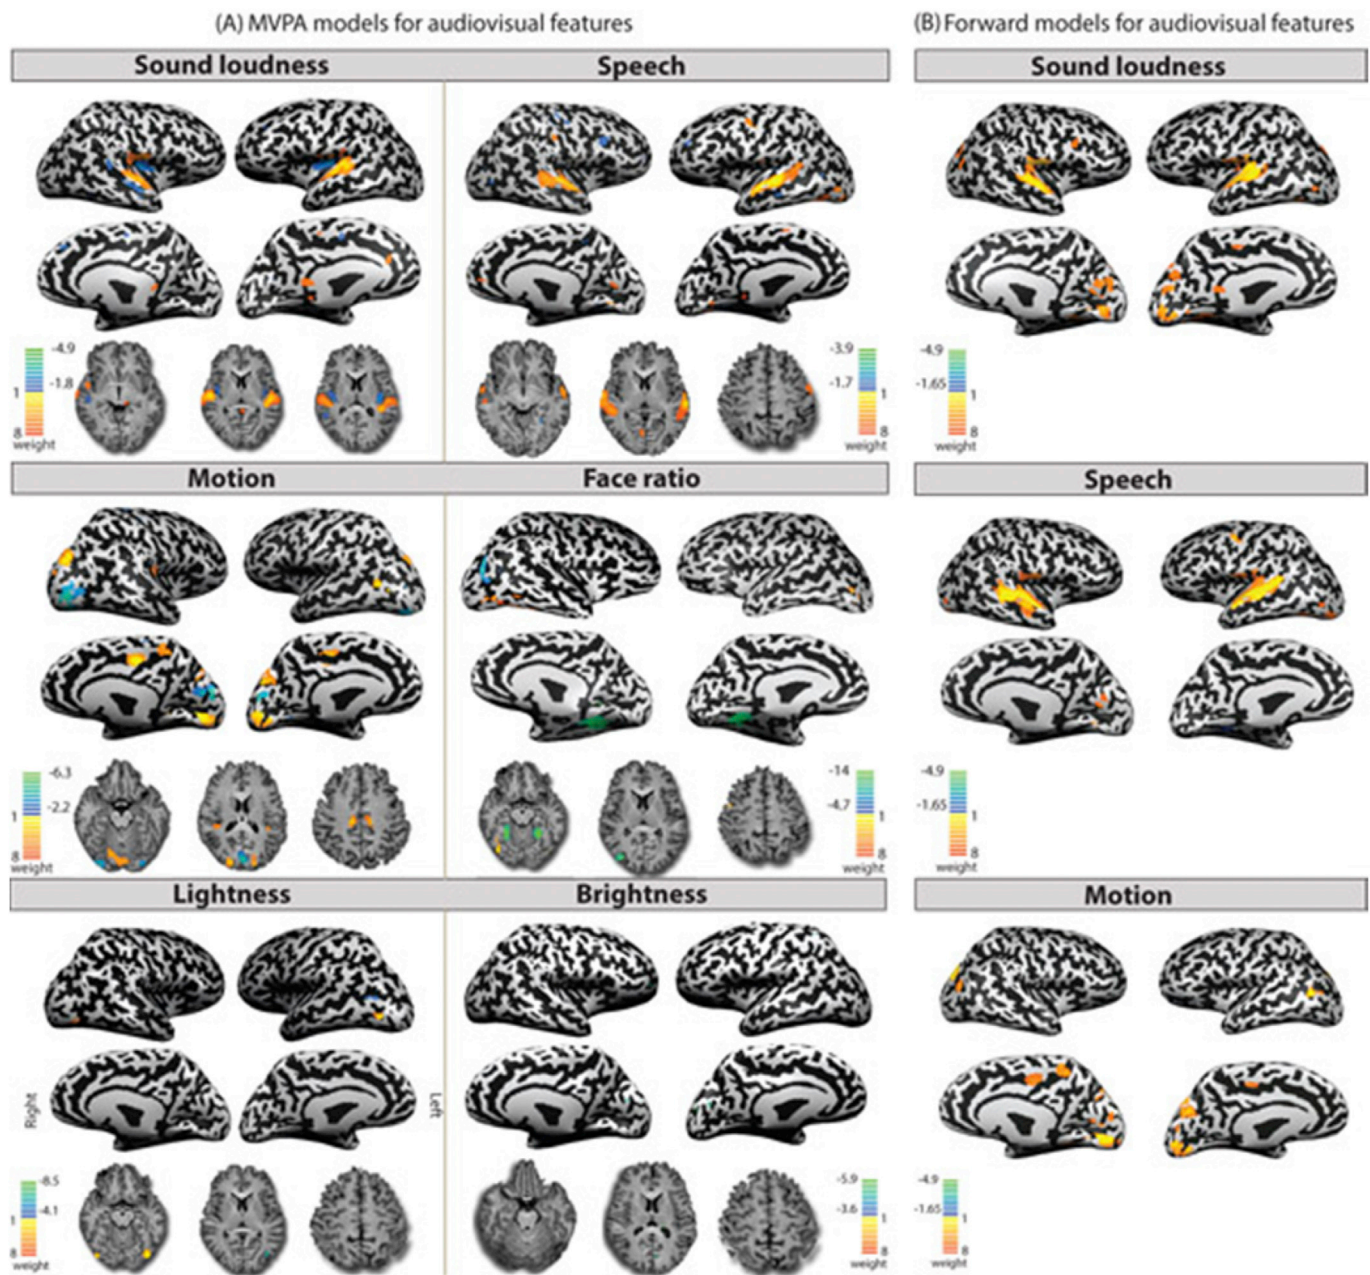 (A) MVPA models for audiovisual features
(B) Forward models for audiovisual features
Sound loudness
Speech
Sound loudness
-4.9
-1.8
1
8
weight
-3.9
-1.7
1
8
weight
-4.9
-1.65
1
8
weight
Motion
Face ratio
Speech
-6.3
-2.2
1
8
weight
-14
-4.7
1
8
weight
-4.9
-1.65
1
8
weight
Lightness
Brightness
Motion
Right
Left
-8.5
-4.1
1
8
weight
-5.9
-3.6
1
8
weight
-4.9
-1.65
1
8
weight